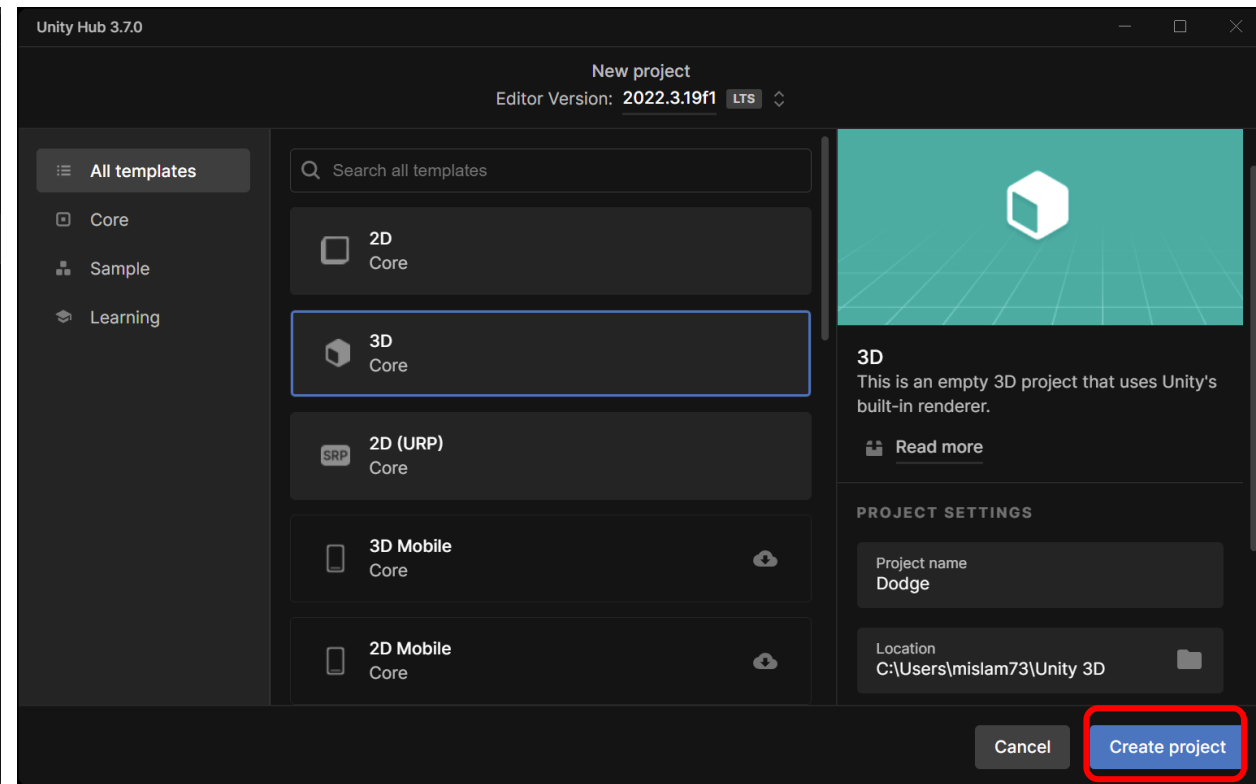 Unity Hub 3.7.0
New project
Editor Version: 2022.3.19f1 LTS
All templates
Core
Sample
Learning
Search all templates
2D
Core
3D
Core
SRP
2D (URP)
Core
3D Mobile
Core
2D Mobile
Core
3D
This is an empty 3D project that uses Unity's
built-in renderer.
Read more
PROJECT SETTINGS
Project name
Dodge
Location
C:\Users\mislam73\Unity 3D
Cancel
Create project